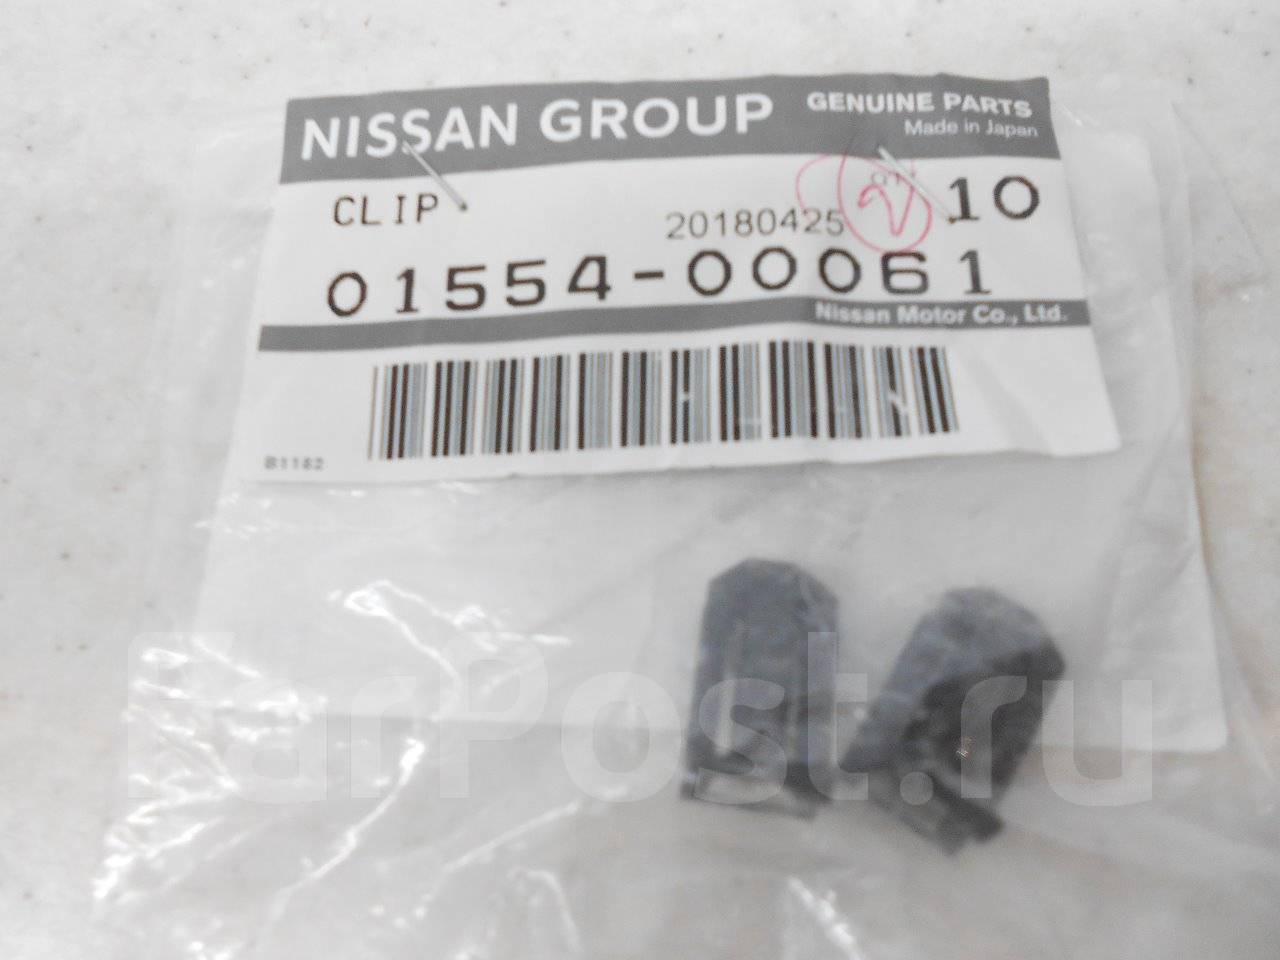 NISSAN GROUP GENUINE PARTS
Made in Japan
CLIP 20180425 2 10
01554-00061
Nissan Motor Co., Ltd.
B1182
FarPost.ru